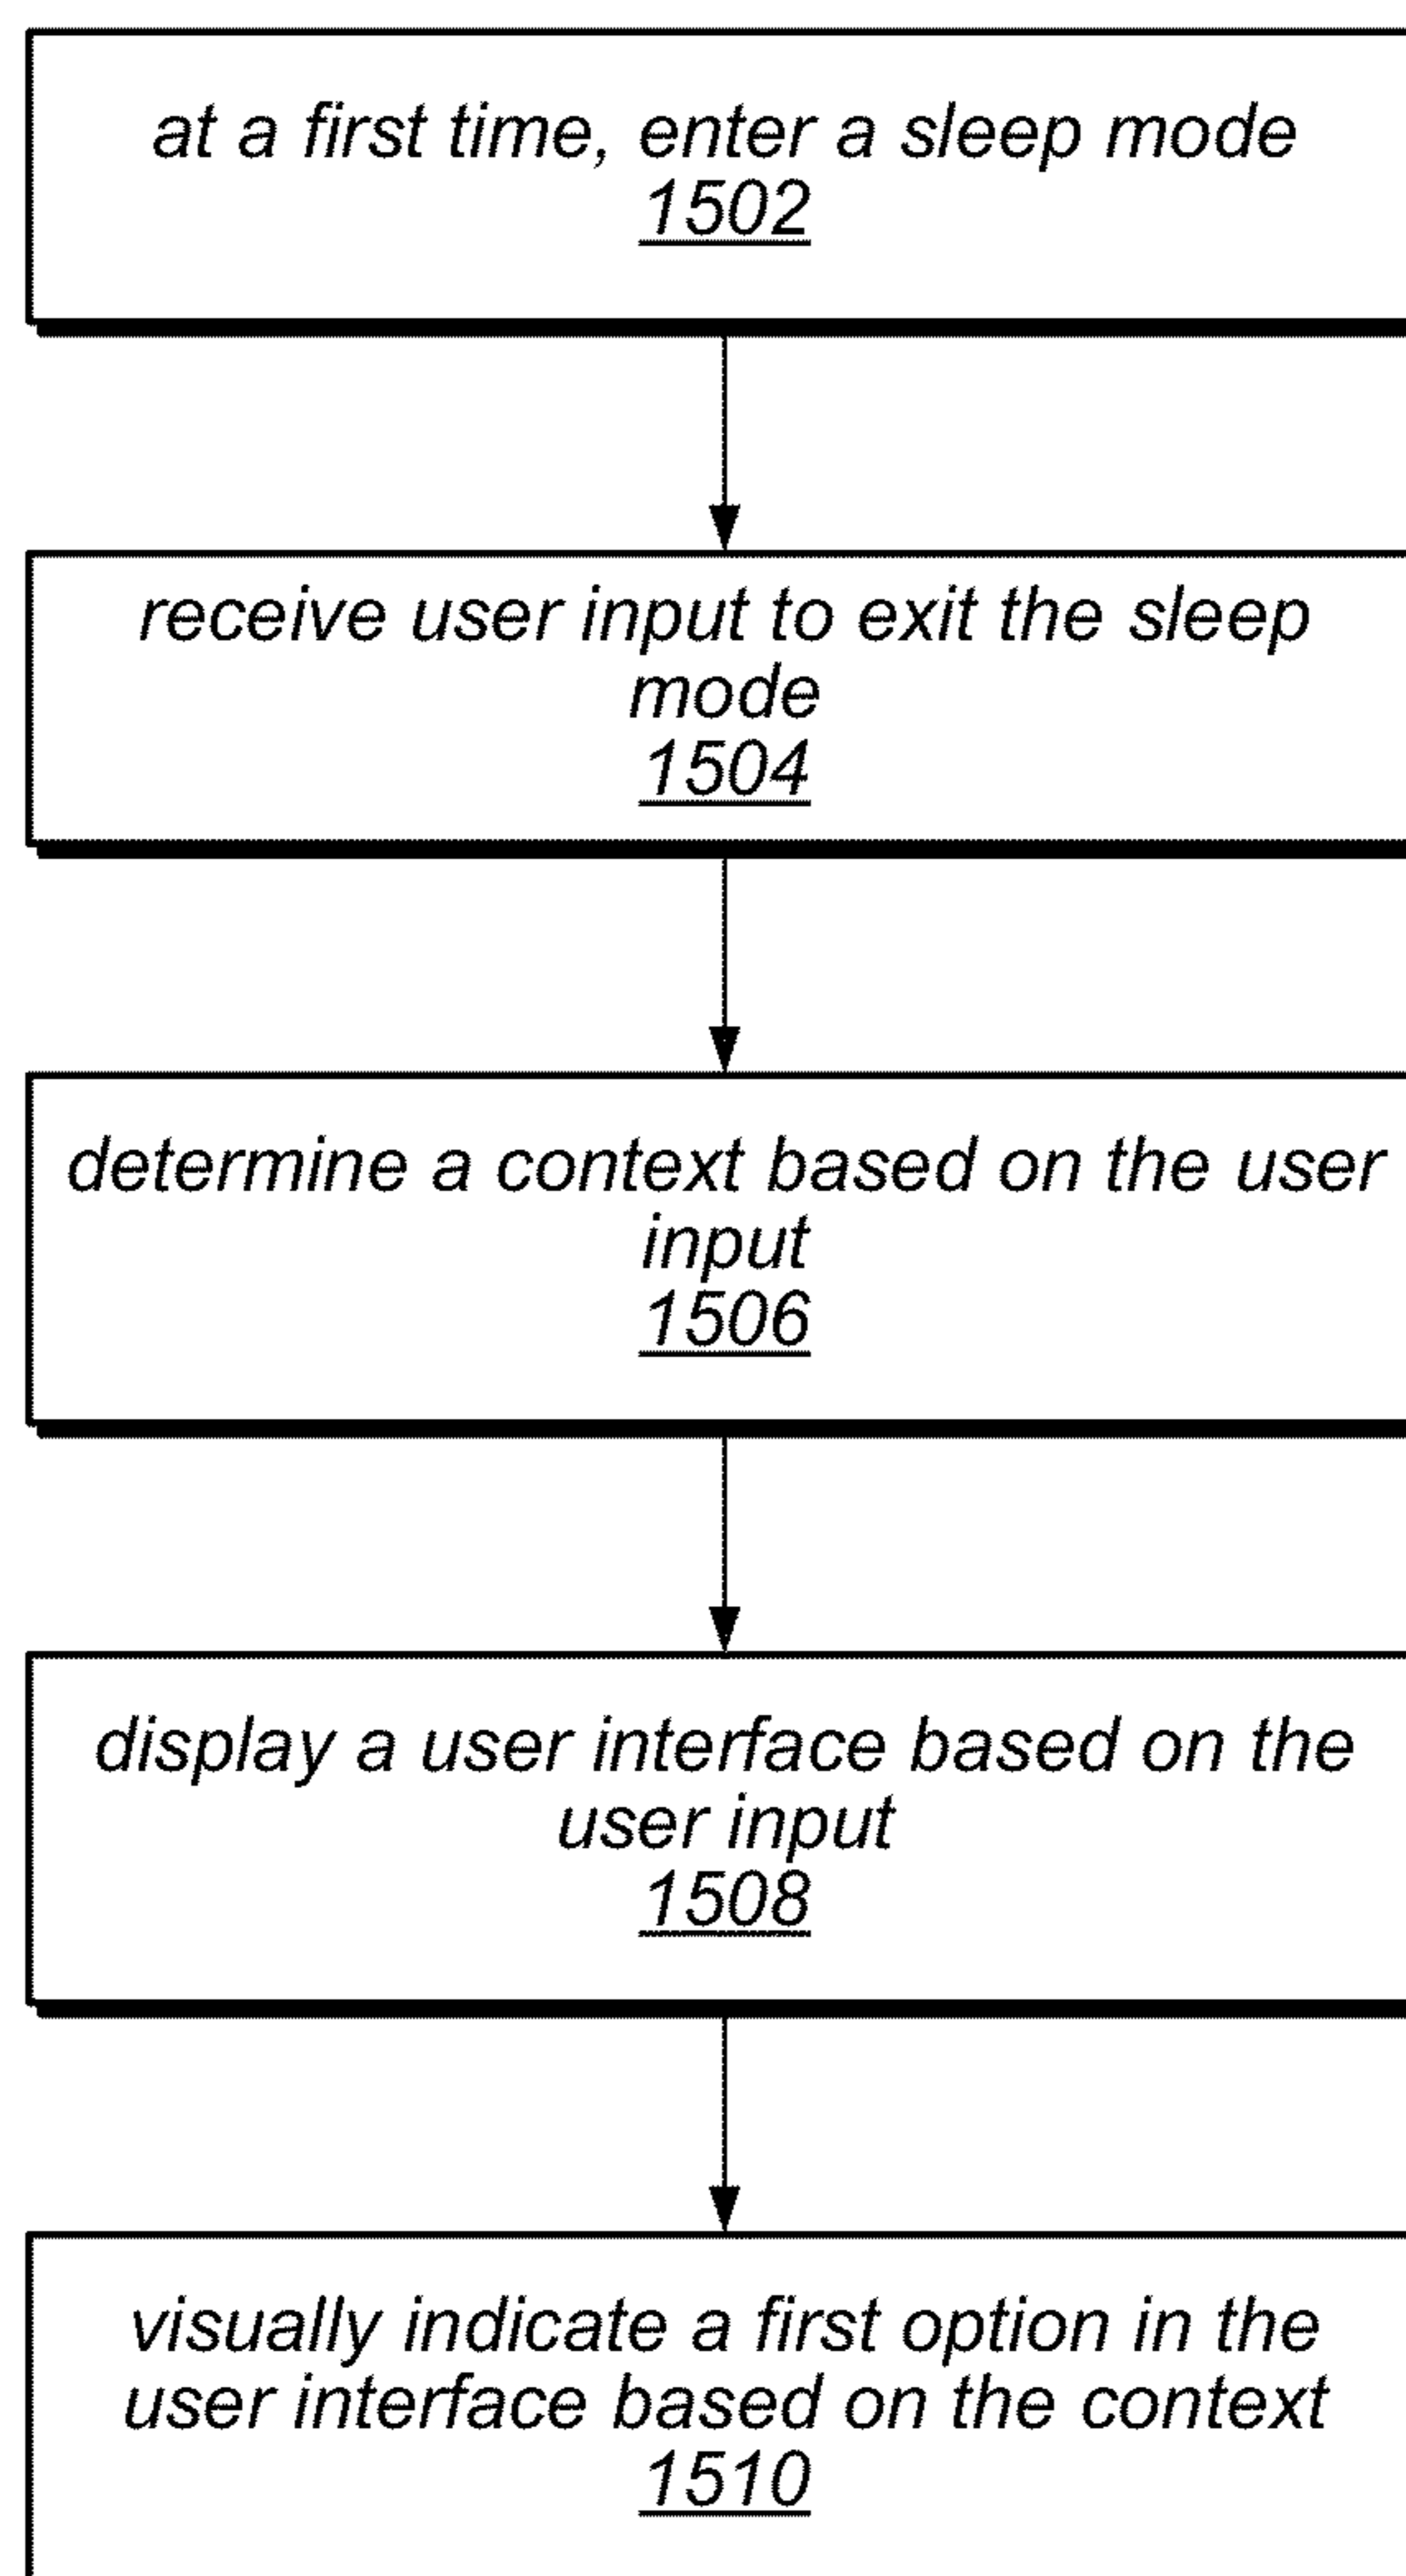 at a first time, enter a sleep mode
1502
receive user input to exit the sleep
mode
1504
determine a context based on the user
input
1506
display a user interface based on the
user input
1508
visually indicate a first option in the
user interface based on the context
1510